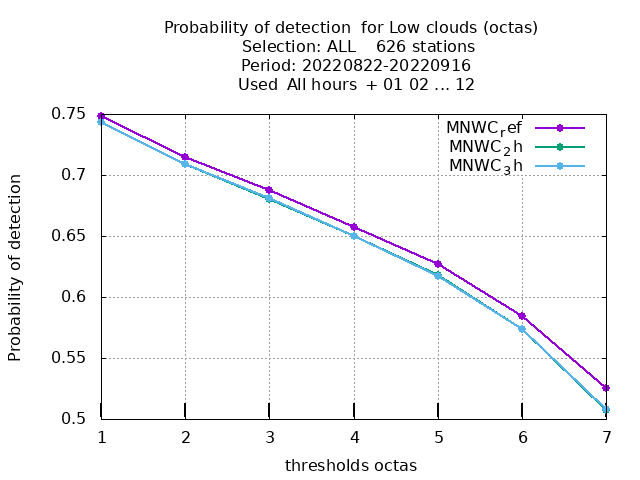 Probability of detection  for Low clouds (octas)
Selection: ALL    626 stations
Period: 20220822-20220916
Used  All hours  + 01 02 ... 12
MNWC_ref
MNWC_2h
MNWC_3h
0.75
0.7
0.65
0.6
0.55
0.5
Probability of detection
1 2 3 4 5 6 7
thresholds octas